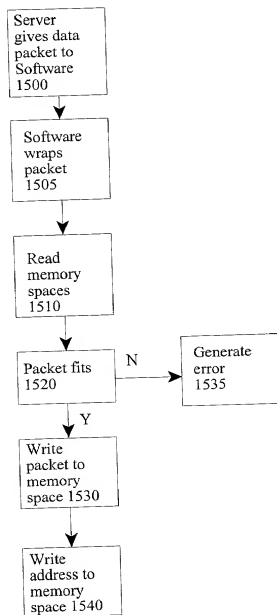 Server
gives data
packet to
Software
1500
Software
wraps
packet
1505
Read
memory
spaces
1510
Packet fits
1520
N
Generate
error
1535
Y
Write
packet to
memory
space 1530
Write
address to
memory
space 1540